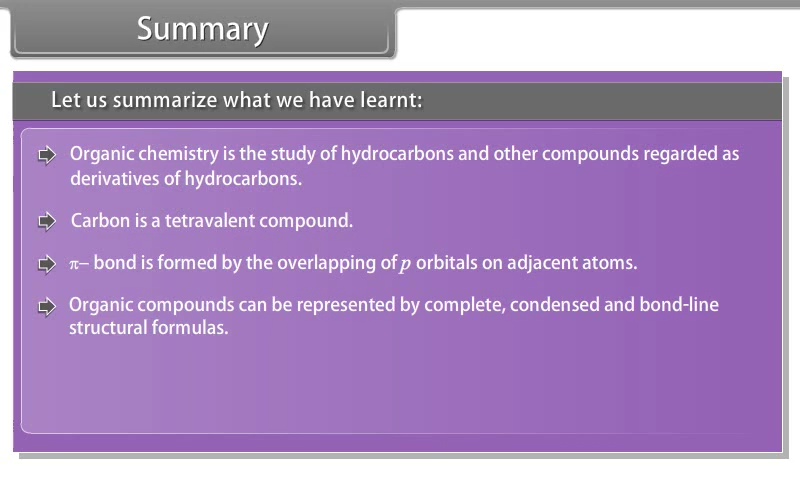 Summary
Let us summarize what we have learnt:
Organic chemistry is the study of hydrocarbons and other compounds regarded as
derivatives of hydrocarbons.
Carbon is a tetravalent compound.
π– bond is formed by the overlapping of p orbitals on adjacent atoms.
Organic compounds can be represented by complete, condensed and bond-line
structural formulas.